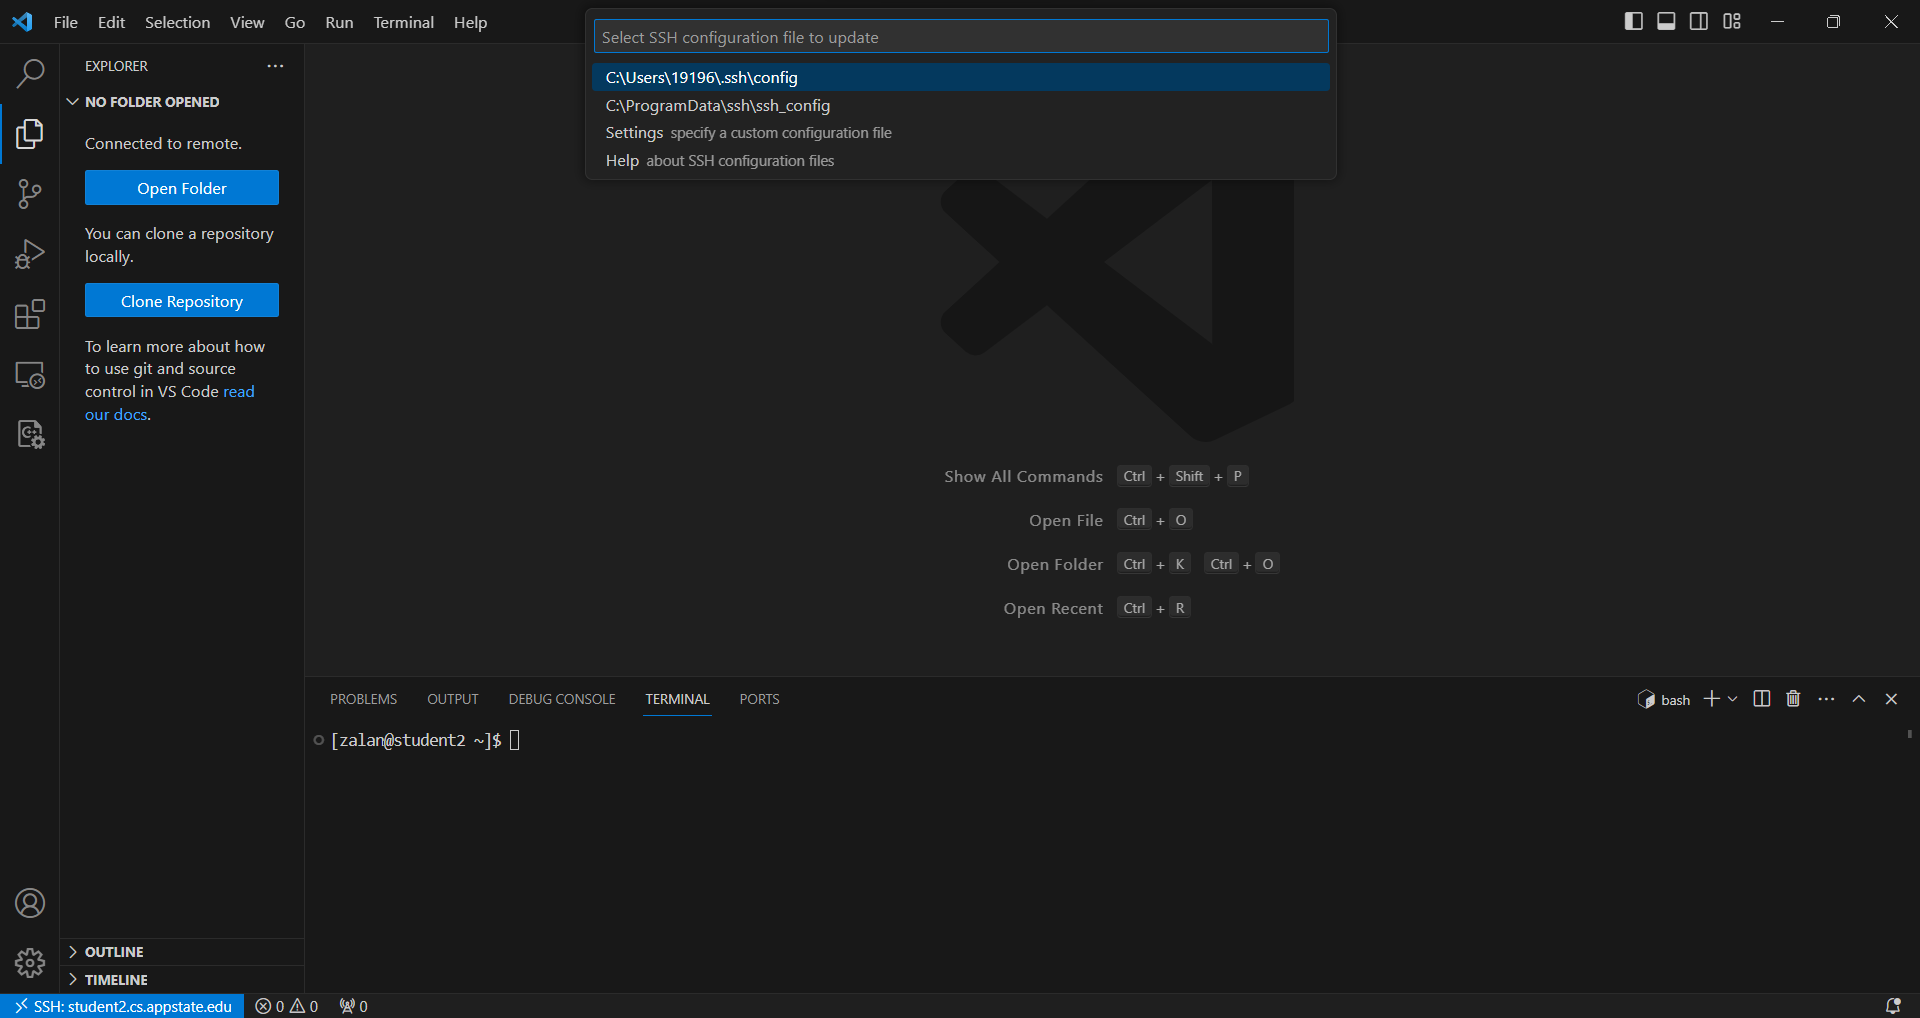 File Edit Selection View Go Run Terminal Help
Select SSH configuration file to update
C:\Users\19196\.ssh\config
C:\ProgramData\ssh\ssh_config
Settings specify a custom configuration file
Help about SSH configuration files
EXPLORER
NO FOLDER OPENED
Connected to remote.
Open Folder
You can clone a repository
locally.
Clone Repository
To learn more about how
to use git and source
control in VS Code read
our docs.
OUTLINE
TIMELINE
Show All Commands Ctrl + Shift + P
Open File Ctrl + O
Open Folder Ctrl + K Ctrl + O
Open Recent Ctrl + R
PROBLEMS OUTPUT DEBUG CONSOLE TERMINAL PORTS
bash
[zalan@student2 ~]$
SSH: student2.cs.appstate.edu 0 0 0